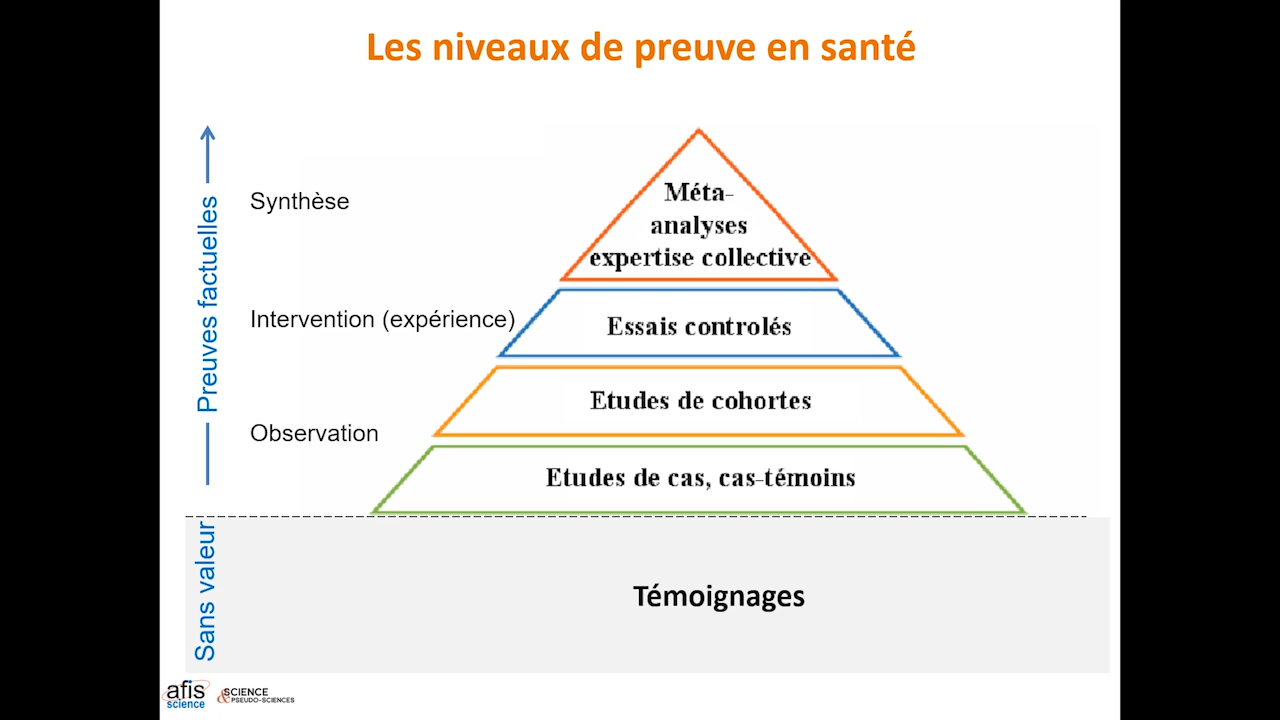 Les niveaux de preuve en santé
Preuves factuelles
Synthèse
Méta-
analyses
expertise collective
Intervention (expérience)
Essais controlés
Etudes de cohortes
Observation
Etudes de cas, cas-témoins
Sans valeur
Témoignages
afis
science
SCIENCE
& PSEUDO-SCIENCES